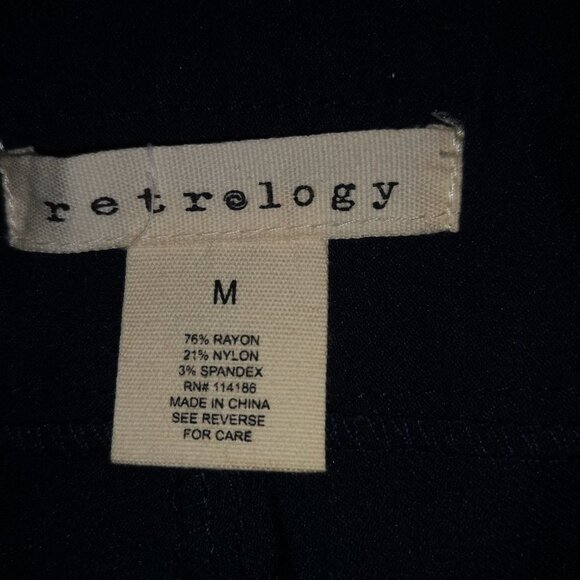 retrology
M
76% RAYON
21% NYLON
3% SPANDEX
RN# 114186
MADE IN CHINA
SEE REVERSE
FOR CARE